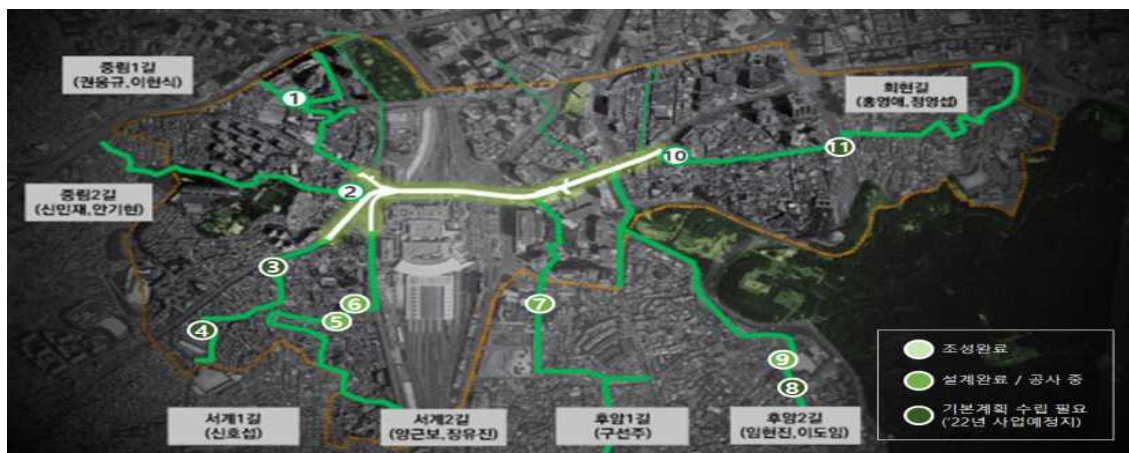 중림1길
(권웅규,이현식)
회현길
(홍영애,정영섭)
1
10
11
2
중림2길
(신민재,안기현)
3
4
5
6
7
9
8
조성완료
설계완료 / 공사 중
기본계획 수립 필요
('22년 사업예정지)
서계1길
(신호섭)
서계2길
(양근보,장유진)
후암1길
(구선주)
후암2길
(임현진,이도임)